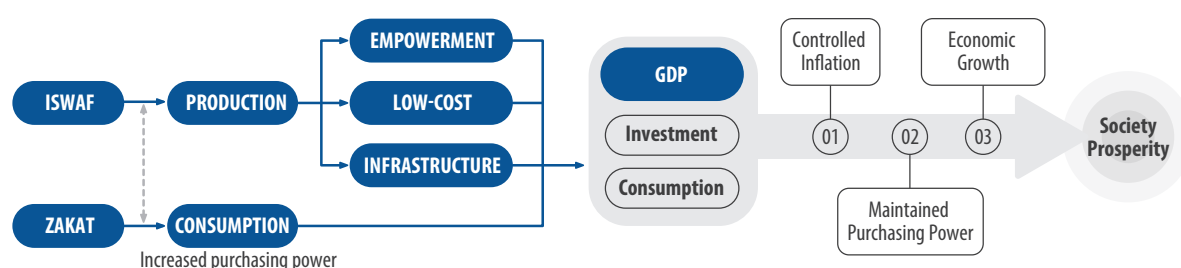 ISWAF
PRODUCTION
EMPOWERMENT
LOW-COST
INFRASTRUCTURE
ZAKAT
CONSUMPTION
Increased purchasing power
GDP
Investment
Consumption
Controlled
Inflation
01
02
Maintained
Purchasing Power
Economic
Growth
03
Society
Prosperity